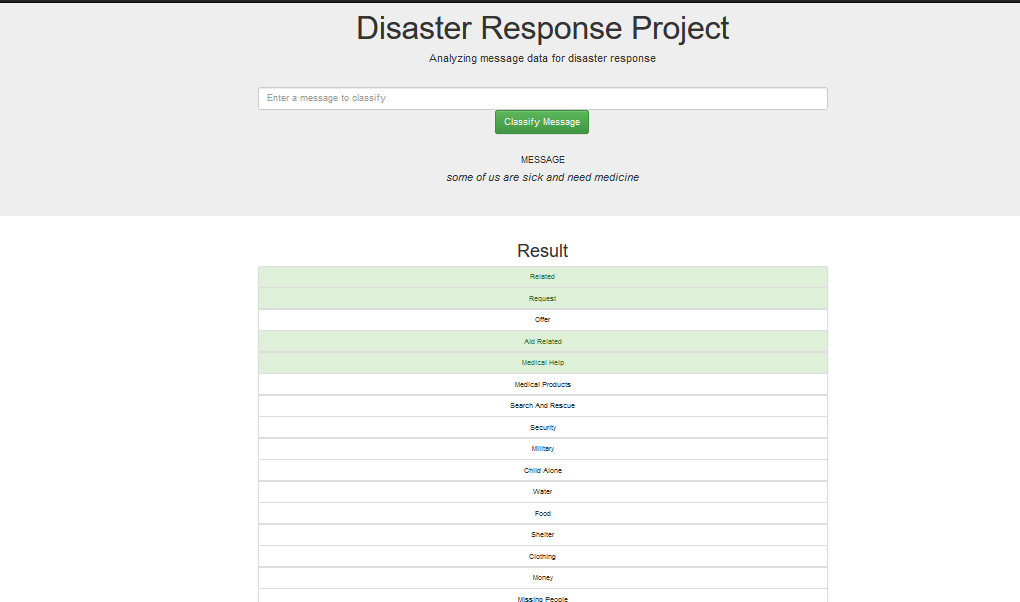 Disaster Response Project
Analyzing message data for disaster response
Enter a message to classify
Classify Message
MESSAGE
some of us are sick and need medicine
Result
Related
Request
Offer
Aid Related
Medical Help
Medical Products
Search And Rescue
Security
Military
Child Alone
Water
Food
Shelter
Clothing
Money
Missing People